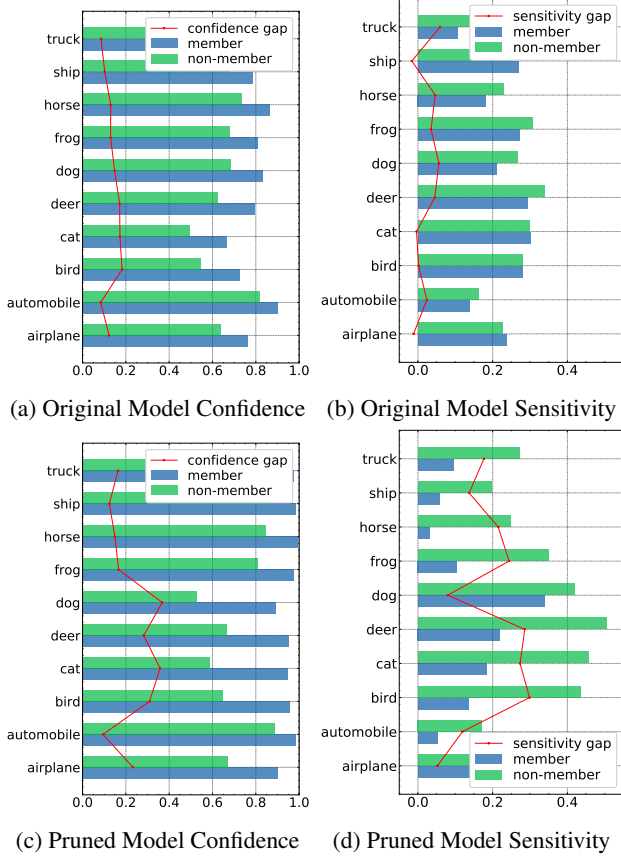 confidence gap
member
non-member
truck
ship
horse
frog
dog
deer
cat
bird
automobile
airplane
0.0 0.2 0.4 0.6 0.8 1.0
(a) Original Model Confidence
sensitivity gap
member
non-member
truck
ship
horse
frog
dog
deer
cat
bird
automobile
airplane
0.0 0.4
(b) Original Model Sensitivity
confidence gap
member
non-member
truck
ship
horse
frog
dog
deer
cat
bird
automobile
airplane
0.0 0.2 0.4 0.6 0.8 1.0
(c) Pruned Model Confidence
truck
ship
horse
frog
dog
deer
cat
bird
automobile
airplane
sensitivity gap
member
non-member
0.0 0.2 0.4
(d) Pruned Model Sensitivity